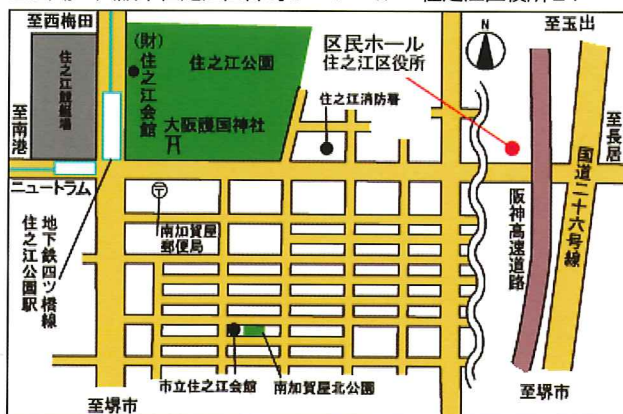 至西梅田
住之江競艇場
至南港
ニュートラム
地下鉄四ツ橋線
住之江公園駅
(財)住之江会館
住之江公園
大阪護国神社
住之江消防署
区民ホール
住之江区役所
N
至玉出
至長居
国道二十六号線
阪神高速道路
〒
南加賀屋
郵便局
市立住之江会館
南加賀屋北公園
至堺市
至堺市